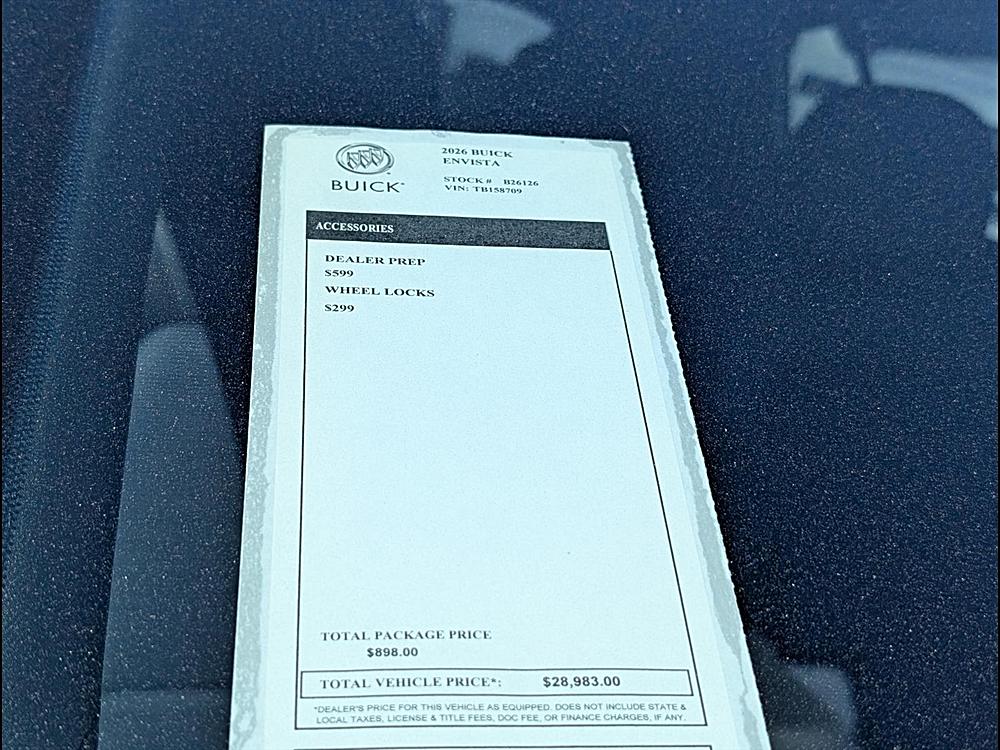 BUICK
2026 BUICK
ENVISTA
STOCK # B26126
VIN: TB158709
ACCESSORIES
DEALER PREP
$599
WHEEL LOCKS
$299
TOTAL PACKAGE PRICE
$898.00
TOTAL VEHICLE PRICE*: $28,983.00
*DEALER'S PRICE FOR THIS VEHICLE AS EQUIPPED. DOES NOT INCLUDE STATE &
LOCAL TAXES, LICENSE & TITLE FEES, DOC FEE, OR FINANCE CHARGES, IF ANY.